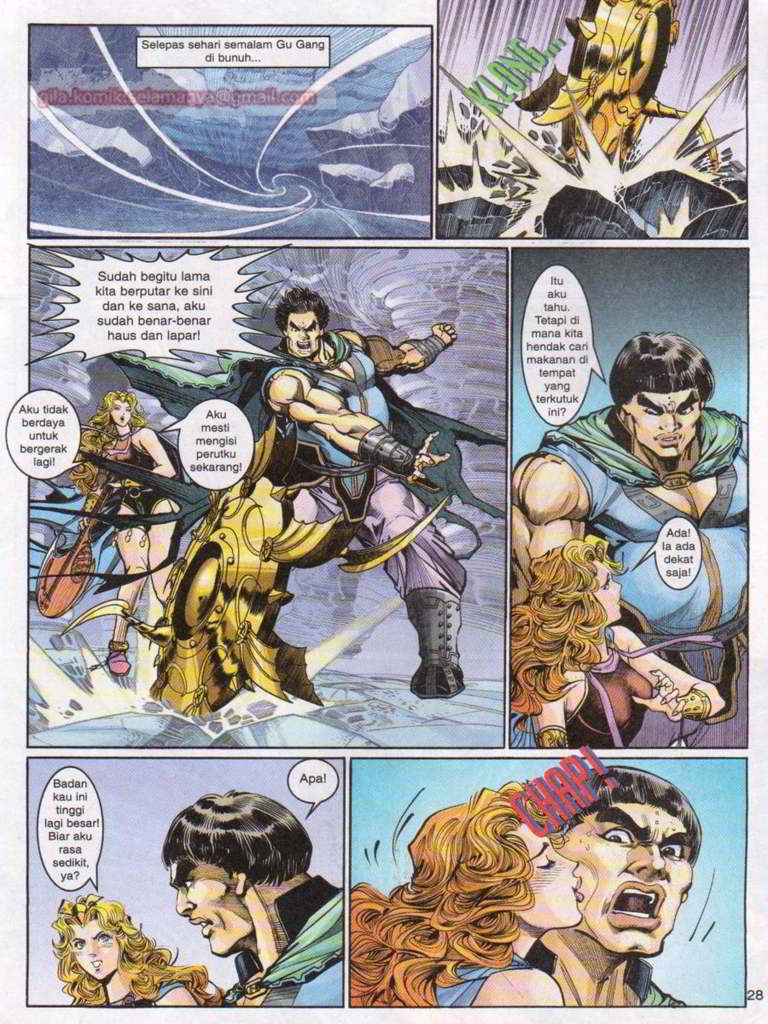 Selepas sehari semalam Gu Gang
di bunuh...
gila.komik.selamanya@gmail.com
KLONG...
Sudah begitu lama
kita berputar ke sini
dan ke sana, aku
sudah benar-benar
haus dan lapar!
Aku tidak
berdaya
untuk
bergerak
lagi!
Aku
mesti
mengisi
perutku
sekarang!
Itu
aku
tahu.
Tetapi di
mana kita
hendak cari
makanan di
tempat
yang
terkutuk
ini?
Ada!
Ia ada
dekat
saja!
Badan
kau ini
tinggi
lagi besar!
Biar aku
rasa
sedikit,
ya?
Apa!
CHAP!
28